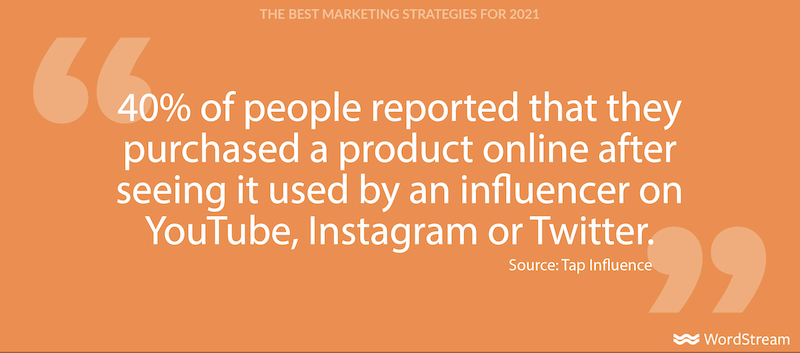 THE BEST MARKETING STRATEGIES FOR 2021
“
40% of people reported that they
purchased a product online after
seeing it used by an influencer on
YouTube, Instagram or Twitter.
”
Source: Tap Influence
WordStream